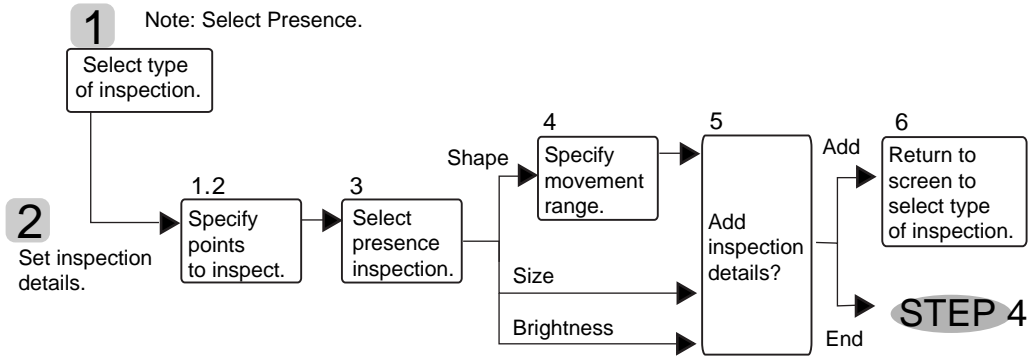 1
Note: Select Presence.
Select type
of inspection.
2
Set inspection
details.
1.2
Specify
points
to inspect.
3
Select
presence
inspection.
Shape
4
Specify
movement
range.
Size
Brightness
5
Add
inspection
details?
Add
6
Return to
screen to
select type
of inspection.
End
STEP 4